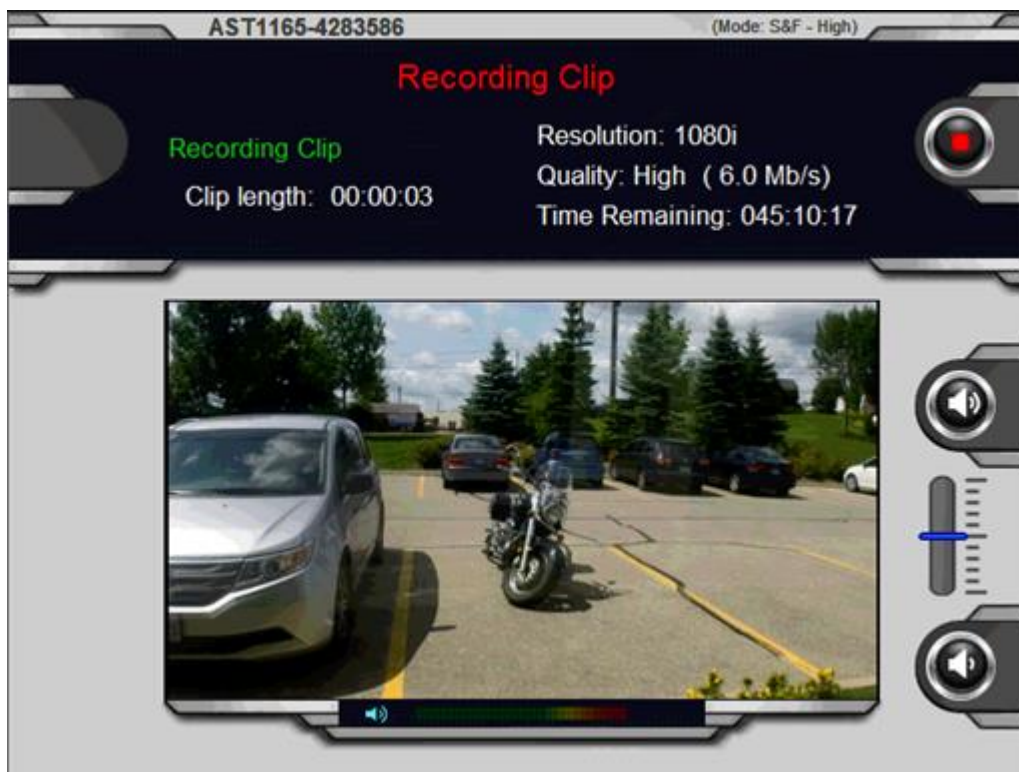 AST1165-4283586
(Mode: S&F - High)
Recording Clip
Recording Clip
Clip length: 00:00:03
Resolution: 1080i
Quality: High ( 6.0 Mb/s)
Time Remaining: 045:10:17